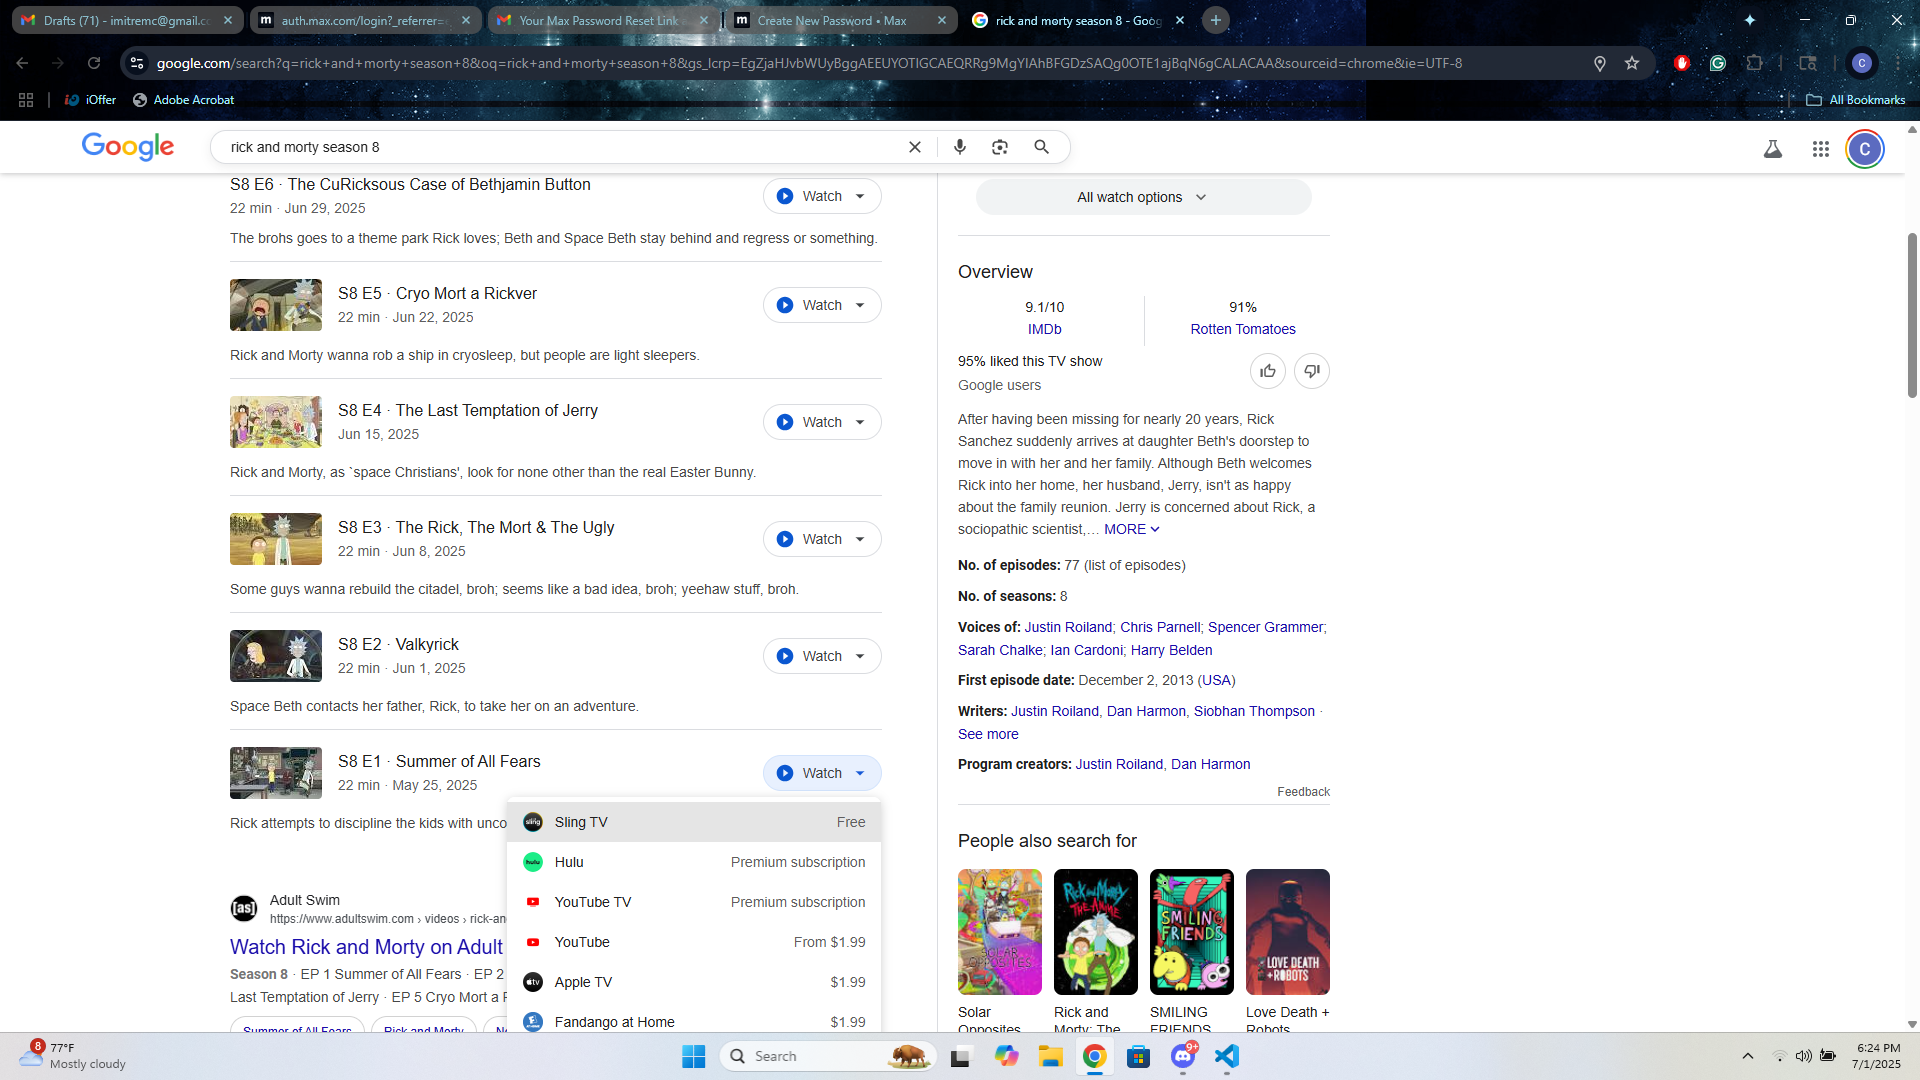 Drafts (71) - imitremc@gmail.co
auth.max.com/login?_referrer=
Your Max Password Reset Link
Create New Password • Max
rick and morty season 8 - Goog
google.com/search?q=rick+and+morty+season+8&oq=rick+and+morty+season+8&gs_lcrp=EgZjaHJvbWUyBggAEEUYOTIGCAEQRRg9MgYIAhBFGDzSAQg0OTE1ajBqN6gCALACAA&sourceid=chrome&ie=UTF-8
C
iOffer
Adobe Acrobat
All Bookmarks
Google
rick and morty season 8
C
S8 E6 · The CuRicksous Case of Bethjamin Button
22 min · Jun 29, 2025
Watch
The brohs goes to a theme park Rick loves; Beth and Space Beth stay behind and regress or something.
S8 E5 · Cryo Mort a Rickver
22 min · Jun 22, 2025
Watch
Rick and Morty wanna rob a ship in cryosleep, but people are light sleepers.
S8 E4 · The Last Temptation of Jerry
Jun 15, 2025
Watch
Rick and Morty, as `space Christians', look for none other than the real Easter Bunny.
S8 E3 · The Rick, The Mort & The Ugly
22 min · Jun 8, 2025
Watch
Some guys wanna rebuild the citadel, broh; seems like a bad idea, broh; yeehaw stuff, broh.
S8 E2 · Valkyrick
22 min · Jun 1, 2025
Watch
Space Beth contacts her father, Rick, to take her on an adventure.
S8 E1 · Summer of All Fears
22 min · May 25, 2025
Watch
Rick attempts to discipline the kids with unco
Sling TV Free
Hulu Premium subscription
YouTube TV Premium subscription
YouTube From $1.99
Apple TV $1.99
Fandango at Home $1.99
[as]
Adult Swim
https://www.adultswim.com › videos › rick-an
Watch Rick and Morty on Adult
Season 8 · EP 1 Summer of All Fears · EP 2
Last Temptation of Jerry · EP 5 Cryo Mort a R
Summer of All Fears
Rick and Morty
All watch options
Overview
9.1/10
IMDb
91%
Rotten Tomatoes
95% liked this TV show
Google users
After having been missing for nearly 20 years, Rick
Sanchez suddenly arrives at daughter Beth's doorstep to
move in with her and her family. Although Beth welcomes
Rick into her home, her husband, Jerry, isn't as happy
about the family reunion. Jerry is concerned about Rick, a
sociopathic scientist,… MORE
No. of episodes: 77 (list of episodes)
No. of seasons: 8
Voices of: Justin Roiland; Chris Parnell; Spencer Grammer;
Sarah Chalke; Ian Cardoni; Harry Belden
First episode date: December 2, 2013 (USA)
Writers: Justin Roiland, Dan Harmon, Siobhan Thompson ·
See more
Program creators: Justin Roiland, Dan Harmon
Feedback
People also search for
SOLAR OPPOSITES
Rick and Morty THE ANIME
SMILING FRIENDS
LOVE DEATH + ROBOTS
Solar
Opposites
Rick and
Morty: The
SMILING
FRIENDS
Love Death +
Robots
8
77°F
Mostly cloudy
Search
9+
6:24 PM
7/1/2025